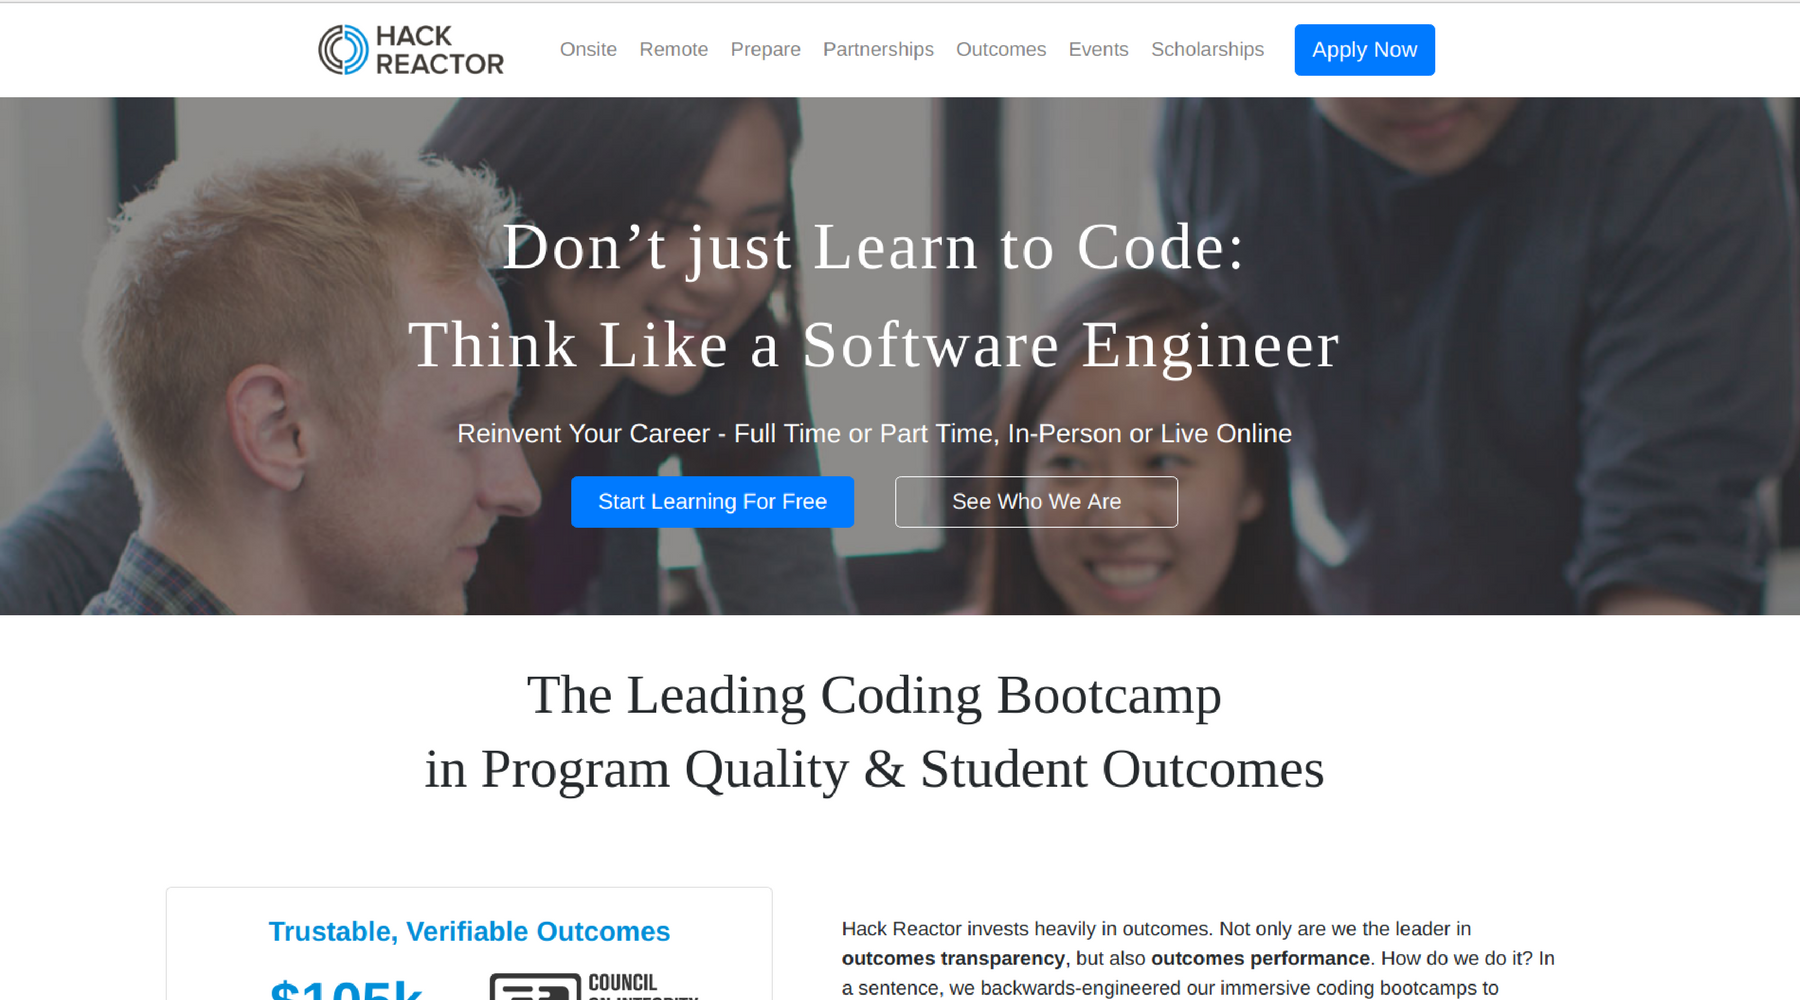 HACK
REACTOR
Onsite Remote Prepare Partnerships Outcomes Events Scholarships Apply Now
Don’t just Learn to Code:
Think Like a Software Engineer
Reinvent Your Career - Full Time or Part Time, In-Person or Live Online
Start Learning For Free See Who We Are
The Leading Coding Bootcamp
in Program Quality & Student Outcomes
Trustable, Verifiable Outcomes
$105k
COUNCIL
ON INTEGRITY
Hack Reactor invests heavily in outcomes. Not only are we the leader in
outcomes transparency, but also outcomes performance. How do we do it? In
a sentence, we backwards-engineered our immersive coding bootcamps to